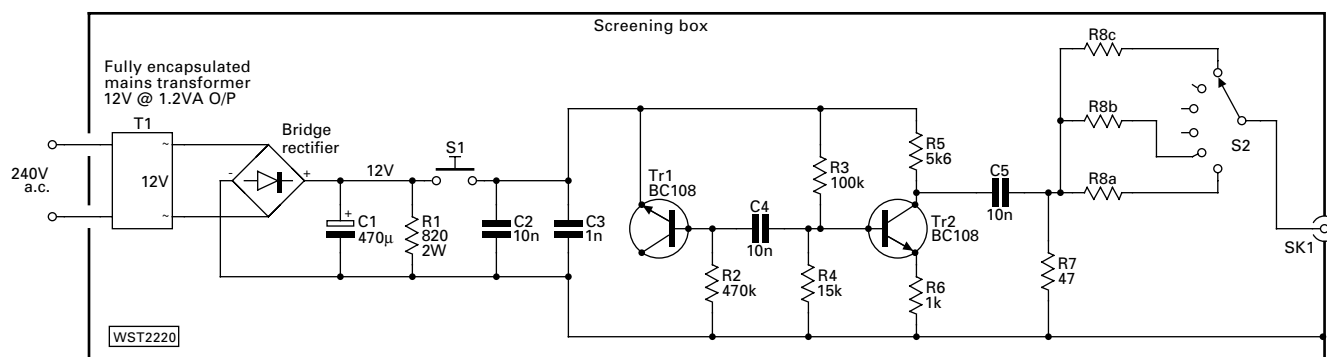 Screening box
Fully encapsulated
mains transformer
12V @ 1.2VA O/P
T1
240V
a.c.
12V
~
~
Bridge
rectifier
-
+
12V
S1
+
C1
470µ
R1
820
2W
C2
10n
C3
1n
Tr1
BC108
R2
470k
C4
10n
R3
100k
R4
15k
R5
5k6
Tr2
BC108
R6
1k
C5
10n
R7
47
R8c
R8b
R8a
S2
SK1
WST2220